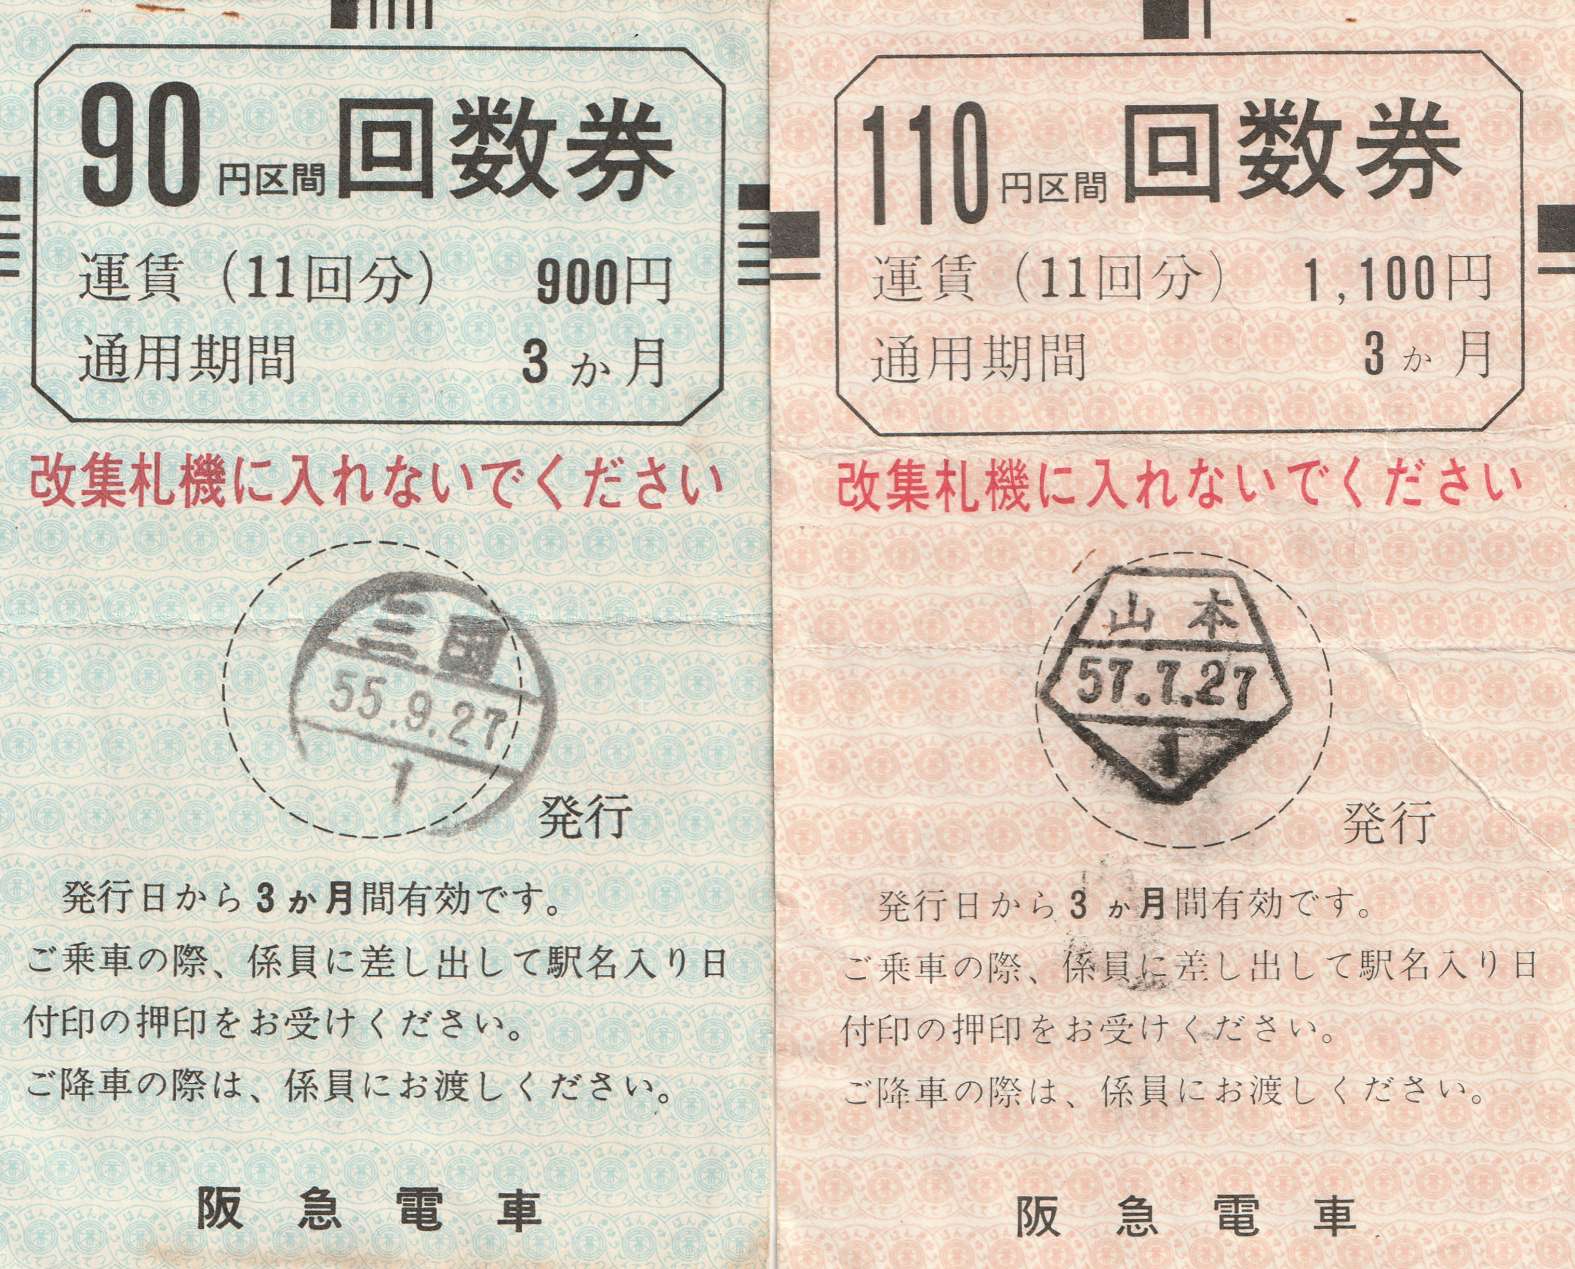 90円区間 回数券
運賃（11回分） 900円
通用期間 3か月
改集札機に入れないでください
三国
55.9.27
1
発行
発行日から3か月間有効です。
ご乗車の際、係員に差し出して駅名入り日
付印の押印をお受けください。
ご降車の際は、係員にお渡しください。
阪急電車
110円区間 回数券
運賃（11回分） 1,100円
通用期間 3か月
改集札機に入れないでください
山本
57.7.27
1
発行
発行日から3か月間有効です。
ご乗車の際、係員に差し出して駅名入り日
付印の押印をお受けください。
ご降車の際は、係員にお渡しください。
阪急電車